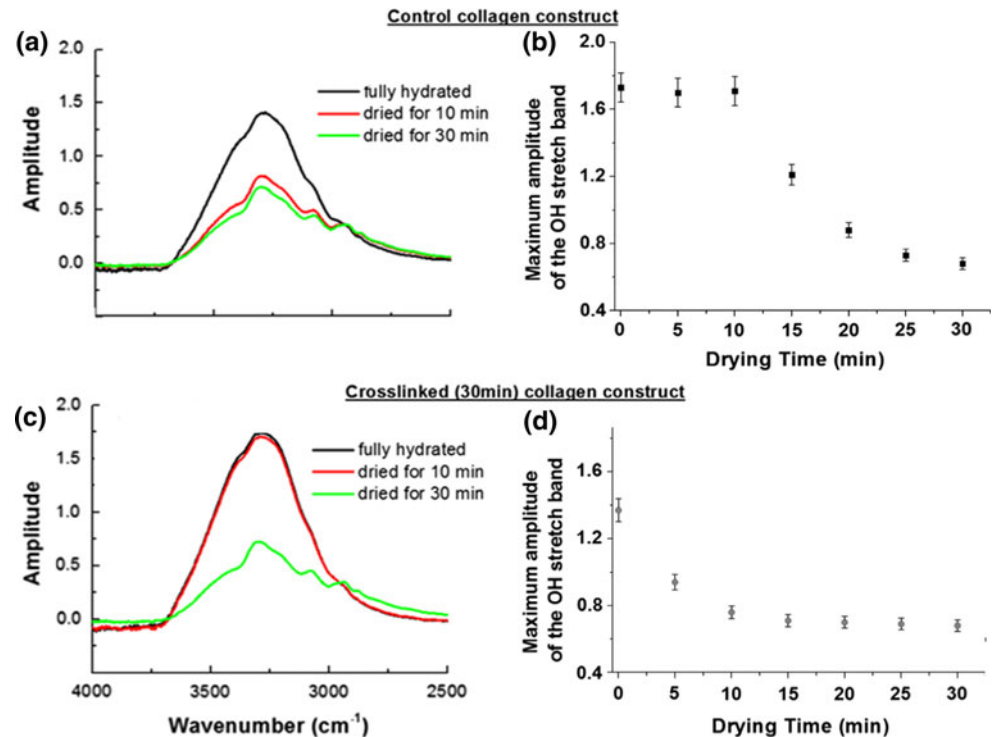 Control collagen construct
(a)
2.0
1.5
1.0
0.5
0.0
Amplitude
fully hydrated
dried for 10 min
dried for 30 min
(b)
2.0
1.6
1.2
0.8
0.4
Maximum amplitude
of the OH stretch band
0 5 10 15 20 25 30
Drying Time (min)
Crosslinked (30min) collagen construct
(c)
2.0
1.5
1.0
0.5
0.0
Amplitude
fully hydrated
dried for 10 min
dried for 30 min
4000 3500 3000 2500
Wavenumber (cm⁻¹)
(d)
1.6
1.2
0.8
0.4
Maximum amplitude
of the OH stretch band
0 5 10 15 20 25 30
Drying Time (min)